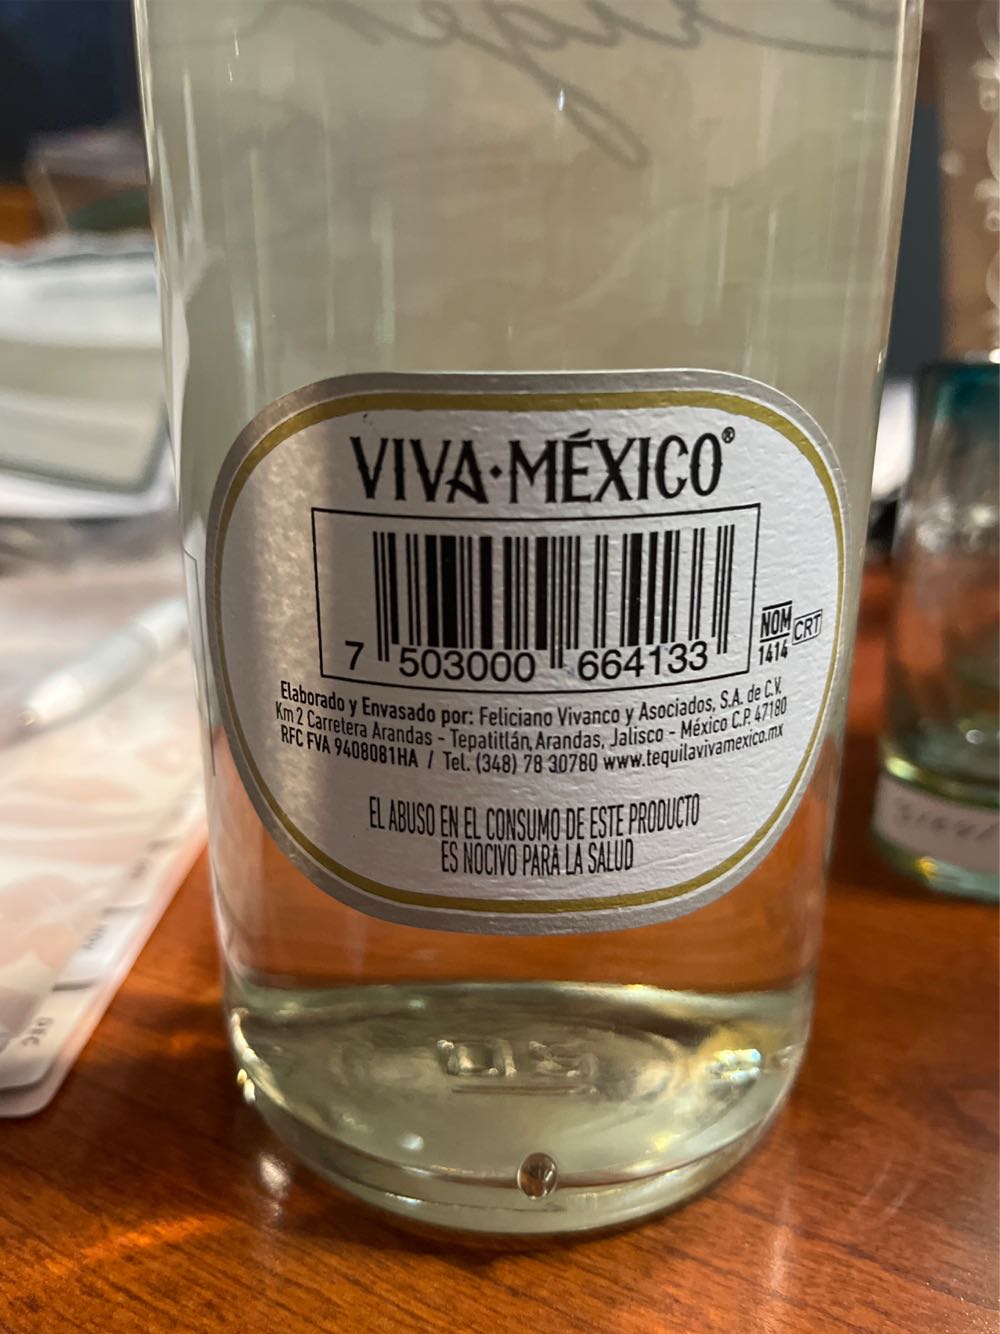 VIVA·MÉXICO®
7 503000 664133
NOM CRT
1414
Elaborado y Envasado por: Feliciano Vivanco y Asociados, S.A. de C.V.
Km 2 Carretera Arandas - Tepatitlán, Arandas, Jalisco - México C.P. 47180
RFC FVA 9408081HA / Tel. (348) 78 30780 www.tequilavivamexico.mx
EL ABUSO EN EL CONSUMO DE ESTE PRODUCTO
ES NOCIVO PARA LA SALUD
DEC